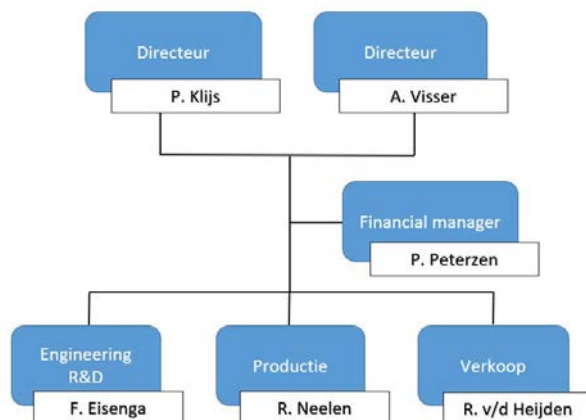 Directeur
P. Klijs
Directeur
A. Visser
Financial manager
P. Peterzen
Engineering
R&D
F. Eisenga
Productie
R. Neelen
Verkoop
R. v/d Heijden